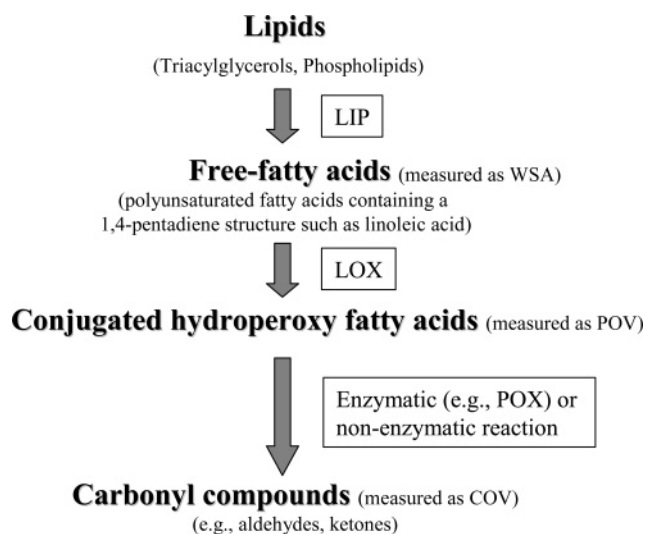 Lipids
(Triacylglycerols, Phospholipids)
LIP
Free-fatty acids (measured as WSA)
(polyunsaturated fatty acids containing a
1,4-pentadiene structure such as linoleic acid)
LOX
Conjugated hydroperoxy fatty acids (measured as POV)
Enzymatic (e.g., POX) or
non-enzymatic reaction
Carbonyl compounds (measured as COV)
(e.g., aldehydes, ketones)